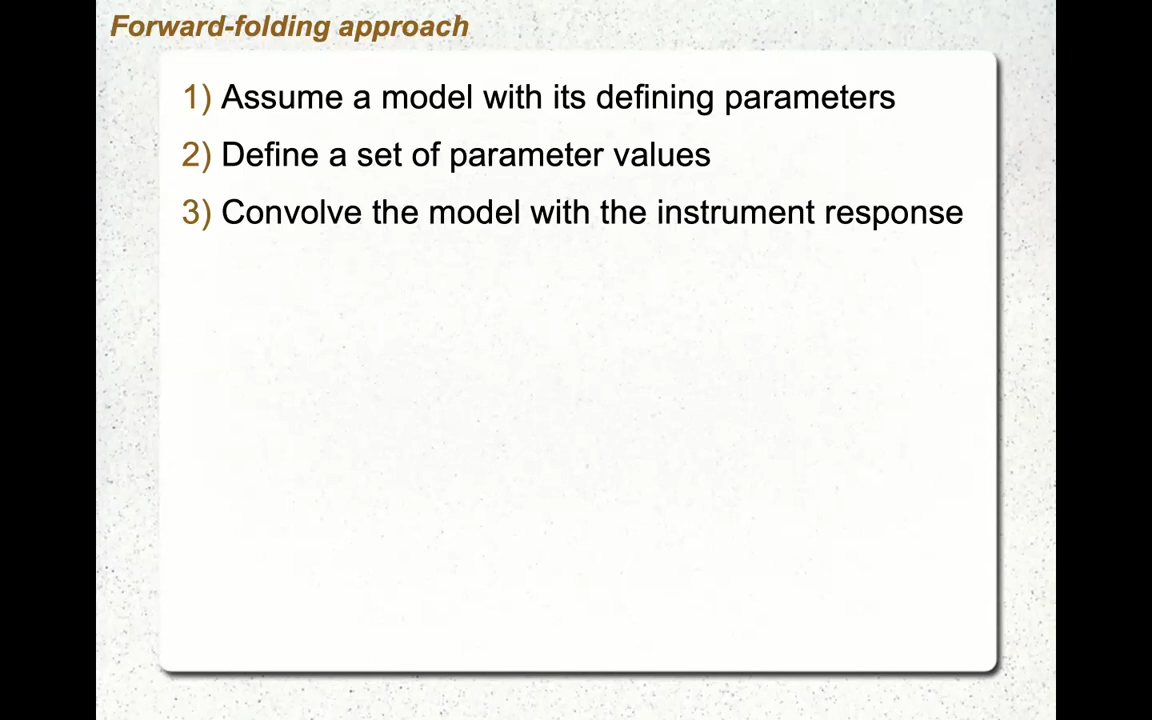 Forward-folding approach
1) Assume a model with its defining parameters
2) Define a set of parameter values
3) Convolve the model with the instrument response